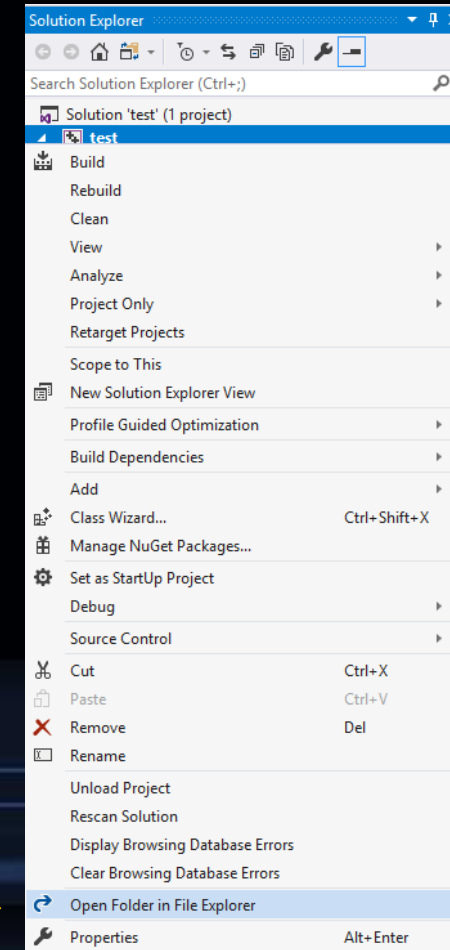 Solution Explorer
Search Solution Explorer (Ctrl+;)
Solution 'test' (1 project)
test
Build
Rebuild
Clean
View
Analyze
Project Only
Retarget Projects
Scope to This
New Solution Explorer View
Profile Guided Optimization
Build Dependencies
Add
Class Wizard... Ctrl+Shift+X
Manage NuGet Packages...
Set as StartUp Project
Debug
Source Control
Cut Ctrl+X
Paste Ctrl+V
Remove Del
Rename
Unload Project
Rescan Solution
Display Browsing Database Errors
Clear Browsing Database Errors
Open Folder in File Explorer
Properties Alt+Enter